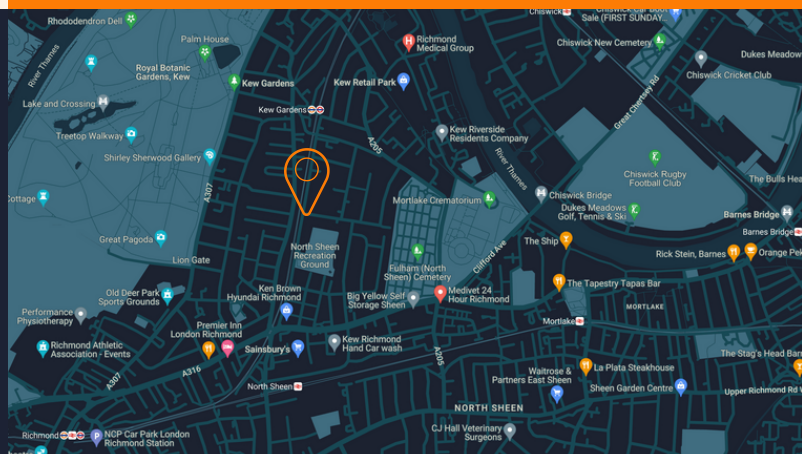 Rhododendron Dell
Palm House
River Thames
Royal Botanic
Gardens, Kew
Kew Gardens
Lake and Crossing
Kew Gardens
Treetop Walkway
Shirley Sherwood Gallery
A307
Cottage
Great Pagoda
Lion Gate
Old Deer Park
Sports Grounds
Performance
Physiotherapy
Richmond Athletic
Association - Events
A307
A316
Premier Inn
London Richmond
Ken Brown
Hyundai Richmond
Sainsbury's
North Sheen
Richmond
NCP Car Park London
Richmond Station
Richmond
Medical Group
Kew Retail Park
A205
Kew Riverside
Residents Company
River Thames
Mortlake Crematorium
North Sheen
Recreation
Ground
Fulham (North
Sheen) Cemetery
Clifford Ave
Big Yellow Self
Storage Sheen
Medivet 24
Hour Richmond
Kew Richmond
Hand Car wash
A205
NORTH SHEEN
CJ Hall Veterinary
Surgeons
Waitrose &
Partners East Sheen
Chiswick
Sale (FIRST SUNDAY...
Chiswick New Cemetery
Dukes Meadows
Chiswick Cricket Club
Great Chertsey Rd
Chiswick Rugby
Football Club
The Bulls Hea
Chiswick Bridge
Dukes Meadows
Golf, Tennis & Ski
Barnes Bridge
Barnes Bridge
The Ship
Rick Stein, Barnes
Orange Pek
The Tapestry Tapas Bar
MORTLAKE
Mortlake
The Stag's Head Barn
La Plata Steakhouse
Sheen Garden Centre
Upper Richmond Rd W